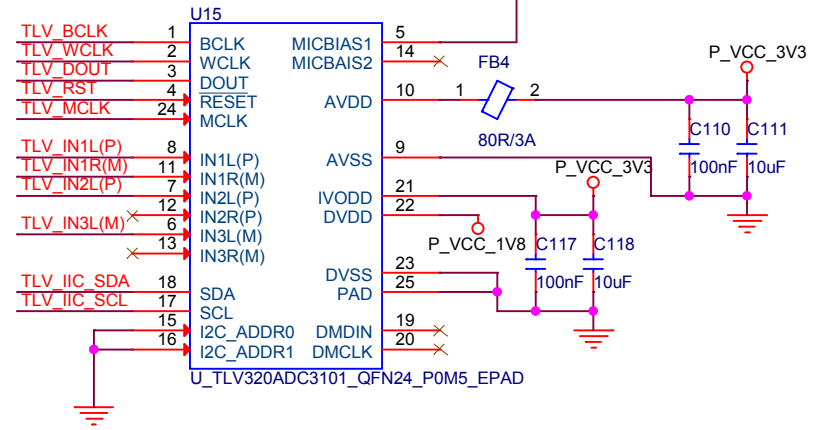 U15
TLV_BCLK 1 BCLK MICBIAS1 5
TLV_WCLK 2 WCLK MICBAIS2 14
TLV_DOUT 3 DOUT
TLV_RST 4 RESET AVDD 10 1 FB4 2 P_VCC_3V3
TLV_MCLK 24 MCLK
80R/3A C110 C111
100nF 10uF
TLV_IN1L(P) 8 IN1L(P) AVSS 9
TLV_IN1R(M) 11 IN1R(M) P_VCC_3V3
TLV_IN2L(P) 7 IN2L(P) IVODD 21
12 IN2R(P) DVDD 22
TLV_IN3L(M) 6 IN3L(M) P_VCC_1V8 C117 C118
13 IN3R(M)
DVSS 23 100nF 10uF
TLV_IIC_SDA 18 SDA PAD 25
TLV_IIC_SCL 17 SCL
15 I2C_ADDR0 DMDIN 19
16 I2C_ADDR1 DMCLK 20
U_TLV320ADC3101_QFN24_P0M5_EPAD